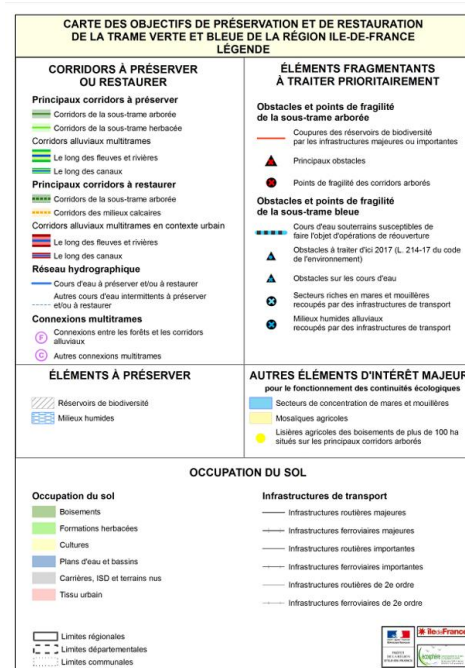 CARTE DES OBJECTIFS DE PRÉSERVATION ET DE RESTAURATION
DE LA TRAME VERTE ET BLEUE DE LA RÉGION ILE-DE-FRANCE
LÉGENDE
CORRIDORS À PRÉSERVER
OU RESTAURER
Principaux corridors à préserver
Corridors de la sous-trame arborée
Corridors de la sous-trame herbacée
Corridors alluviaux multitrames
Le long des fleuves et rivières
Le long des canaux
Principaux corridors à restaurer
Corridors de la sous-trame arborée
Corridors des milieux calcaires
Corridors alluviaux multitrames en contexte urbain
Le long des fleuves et rivières
Le long des canaux
Réseau hydrographique
Cours d'eau à préserver et/ou à restaurer
Autres cours d'eau intermittents à préserver
et/ou à restaurer
Connexions multitrames
F
Connexions entre les forêts et les corridors
alluviaux
C
Autres connexions multitrames
ÉLÉMENTS FRAGMENTANTS
À TRAITER PRIORITAIREMENT
Obstacles et points de fragilité
de la sous-trame arborée
Coupures des réservoirs de biodiversité
par les infrastructures majeures ou importantes
Principaux obstacles
Points de fragilité des corridors arborés
Obstacles et points de fragilité
de la sous-trame bleue
Cours d'eau souterrains susceptibles de
faire l'objet d'opérations de réouverture
Obstacles à traiter d'ici 2017 (L. 214-17 du code
de l'environnement)
Obstacles sur les cours d'eau
Secteurs riches en mares et mouillères
recoupés par des infrastructures de transport
Milieux humides alluviaux
recoupés par des infrastructures de transport
ÉLÉMENTS À PRÉSERVER
Réservoirs de biodiversité
Milieux humides
AUTRES ÉLÉMENTS D'INTÉRÊT MAJEUR
pour le fonctionnement des continuités écologiques
Secteurs de concentration de mares et mouillères
Mosaïques agricoles
Lisières agricoles des boisements de plus de 100 ha
situés sur les principaux corridors arborés
OCCUPATION DU SOL
Occupation du sol
Boisements
Formations herbacées
Cultures
Plans d'eau et bassins
Carrières, ISD et terrains nus
Tissu urbain
Infrastructures de transport
Infrastructures routières majeures
Infrastructures ferroviaires majeures
Infrastructures routières importantes
Infrastructures ferroviaires importantes
Infrastructures routières de 2e ordre
Infrastructures ferroviaires de 2e ordre
Limites régionales
Limites départementales
Limites communales
îledeFrance